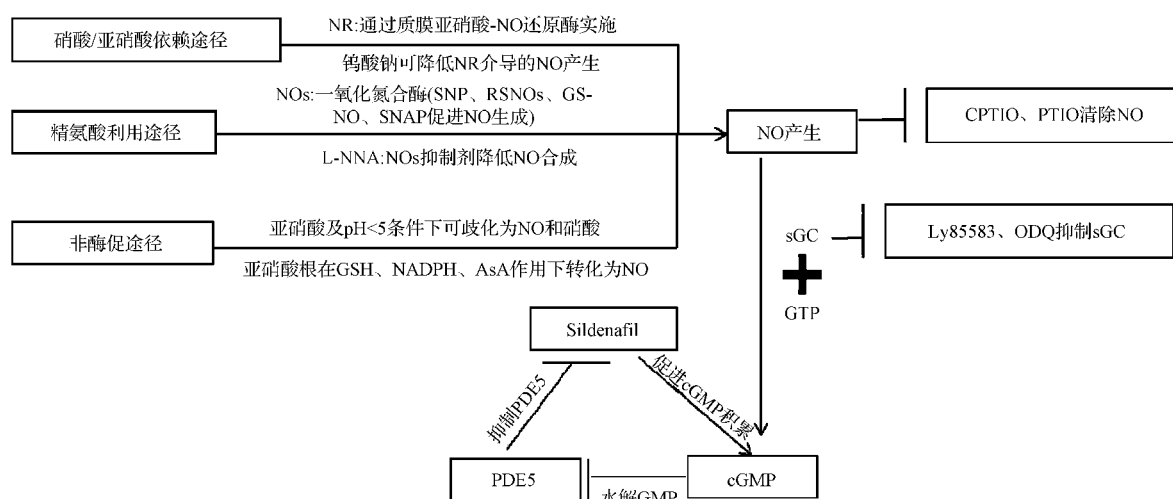 硝酸/亚硝酸依赖途径
NR:通过质膜亚硝酸-NO还原酶实施
钨酸钠可降低NR介导的NO产生
NOs:一氧化氮合酶(SNP、RSNOs、GS-
NO、SNAP促进NO生成)
精氨酸利用途径
L-NNA:NOs抑制剂降低NO合成
NO产生
CPTIO、PTIO清除NO
非酶促途径
亚硝酸及pH<5条件下可歧化为NO和硝酸
亚硝酸根在GSH、NADPH、AsA作用下转化为NO
sGC
GTP
Ly85583、ODQ抑制sGC
Sildenafil
抑制PDE5
促进cGMP积累
PDE5
水解GMP
cGMP